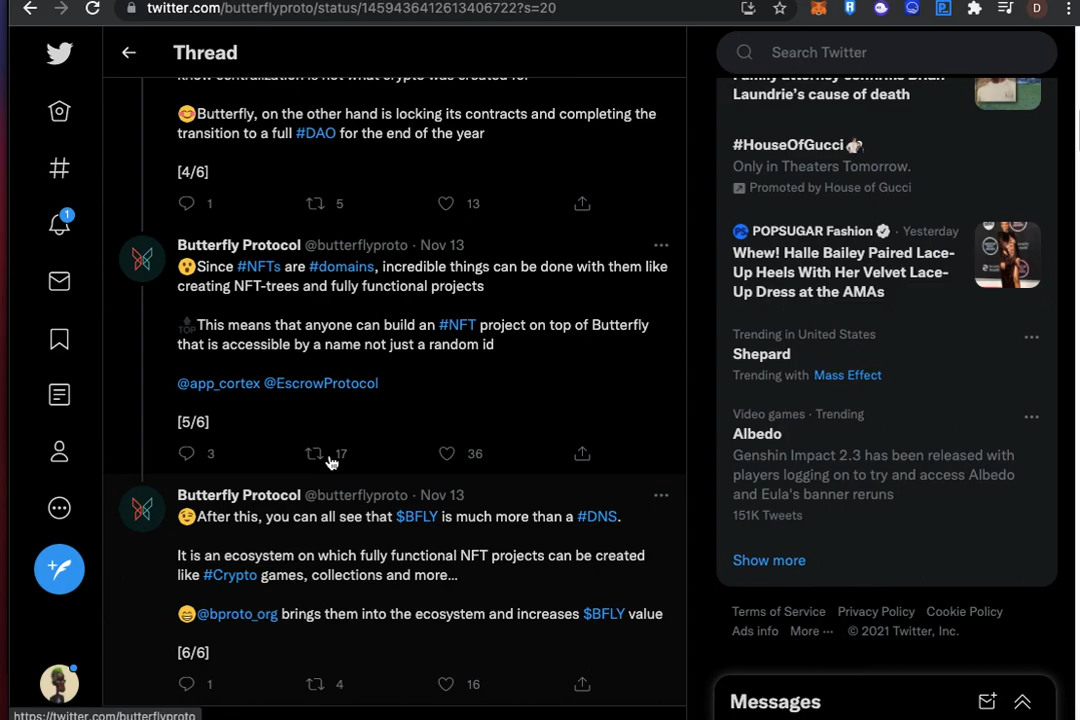 twitter.com/butterflyproto/status/1459436412613406722?s=20
D
Thread
know centralization is not what crypto was created for
😊Butterfly, on the other hand is locking its contracts and completing the
transition to a full #DAO for the end of the year
[4/6]
1 5 13
Butterfly Protocol @butterflyproto · Nov 13
😮Since #NFTs are #domains, incredible things can be done with them like
creating NFT-trees and fully functional projects
🔝This means that anyone can build an #NFT project on top of Butterfly
that is accessible by a name not just a random id
@app_cortex @EscrowProtocol
[5/6]
3 17 36
Butterfly Protocol @butterflyproto · Nov 13
😉After this, you can all see that $BFLY is much more than a #DNS.
It is an ecosystem on which fully functional NFT projects can be created
like #Crypto games, collections and more...
😁@bproto_org brings them into the ecosystem and increases $BFLY value
[6/6]
1 4 16
https://twitter.com/butterflyproto
1
Search Twitter
Family attorney confirms Brian
Laundrie's cause of death
#HouseOfGucci
Only in Theaters Tomorrow.
Promoted by House of Gucci
POPSUGAR Fashion · Yesterday
Whew! Halle Bailey Paired Lace-
Up Heels With Her Velvet Lace-
Up Dress at the AMAs
Trending in United States
Shepard
Trending with Mass Effect
Video games · Trending
Albedo
Genshin Impact 2.3 has been released with
players logging on to try and access Albedo
and Eula's banner reruns
151K Tweets
Show more
Terms of Service Privacy Policy Cookie Policy
Ads info More ··· © 2021 Twitter, Inc.
Messages